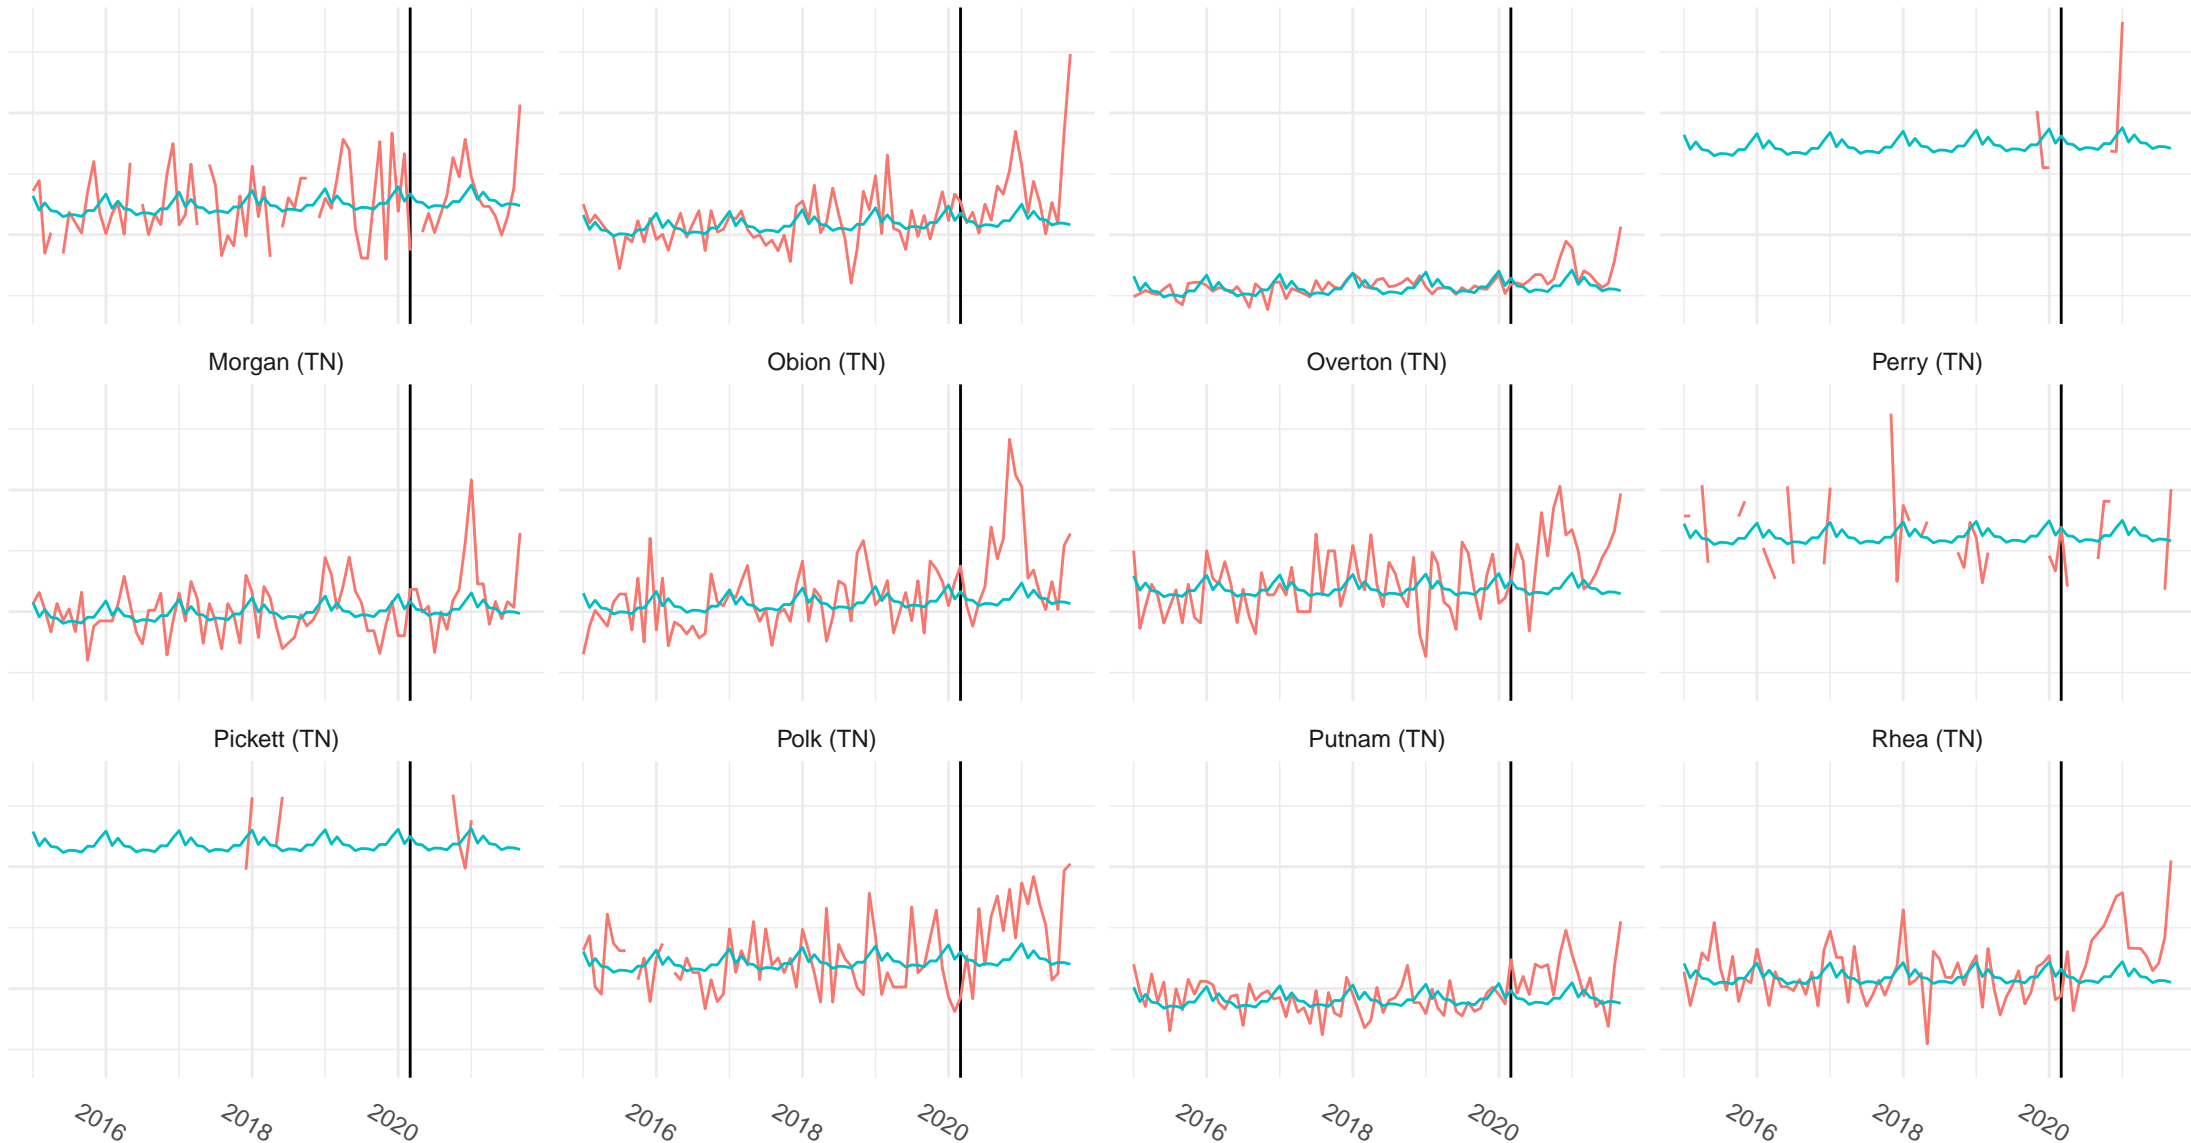 Morgan (TN) Obion (TN) Overton (TN) Perry (TN)
Pickett (TN) Polk (TN) Putnam (TN) Rhea (TN)
2016 2018 2020 2016 2018 2020 2016 2018 2020 2016 2018 2020